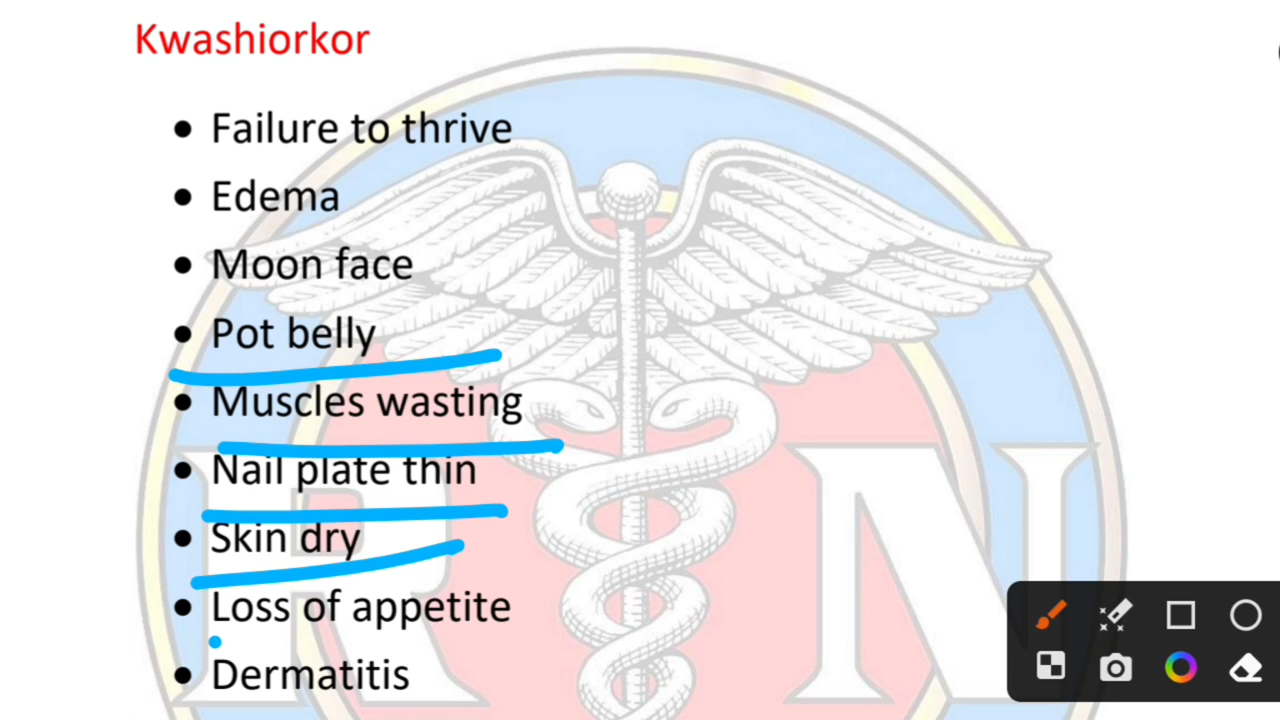 Kwashiorkor
• Failure to thrive
• Edema
• Moon face
• Pot belly
• Muscles wasting
• Nail plate thin
• Skin dry
• Loss of appetite
• Dermatitis
R N